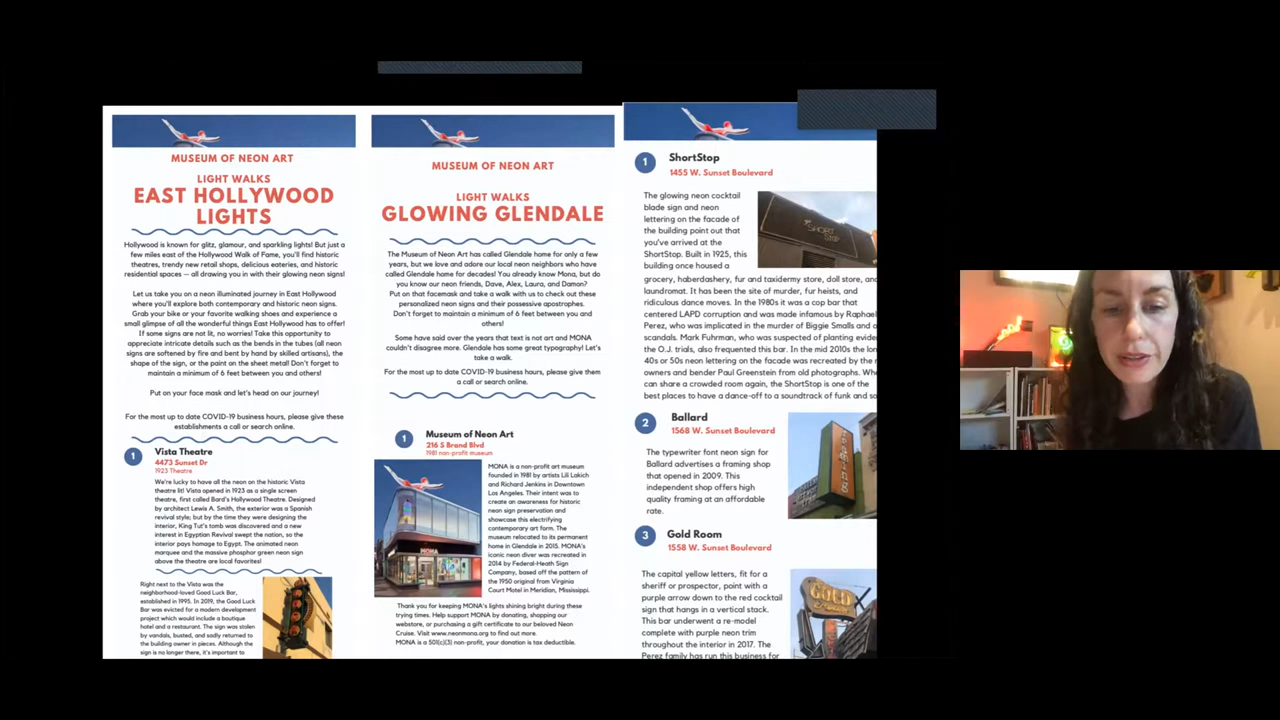 MUSEUM OF NEON ART
LIGHT WALKS
EAST HOLLYWOOD
LIGHTS
Hollywood is known for glitz, glamour, and sparkling lights! But just a
few miles east of the Hollywood Walk of Fame, you'll find historic
theatres, trendy new retail shops, delicious eateries, and historic
residential spaces — all drawing you in with their glowing neon signs!
Let us take you on a neon illuminated journey in East Hollywood
where you'll explore both contemporary and historic neon signs.
Grab your bike or your favorite walking shoes and experience a
small glimpse of all the wonderful things East Hollywood has to offer!
If some signs are not lit, no worries! Take this opportunity to
appreciate intricate details such as the bends in the tubes (all neon
signs are softened by fire and bent by hand by skilled artisans), the
shape of the sign, or the paint on the sheet metal! Don't forget to
maintain a minimum of 6 feet between you and others!
Put on your face mask and let's head on our journey!
For the most up to date COVID-19 business hours, please give these
establishments a call or search online.
1
Vista Theatre
4473 Sunset Dr
1923 Theatre
We're lucky to have all the neon on the historic Vista
theatre lit! Vista opened in 1923 as a single screen
theatre, first called Bard's Hollywood Theatre. Designed
by architect Lewis A. Smith, the exterior was a Spanish
revival style; but by the time they were designing the
interior, King Tut's tomb was discovered and a new
interest in Egyptian Revival swept the nation, so the
interior pays homage to Egypt. The animated neon
marquee and the massive phosphor green neon sign
above the theatre are local favorites!
Right next to the Vista was the
neighborhood-loved Good Luck Bar,
established in 1995. In 2019, the Good Luck
Bar was evicted for a modern development
project which would include a boutique
hotel and a restaurant. The sign was stolen
by vandals, busted, and sadly returned to
the building owner in pieces. Although the
sign is no longer there, it's important to
MUSEUM OF NEON ART
LIGHT WALKS
GLOWING GLENDALE
The Museum of Neon Art has called Glendale home for only a few
years, but we love and adore our local neon neighbors who have
called Glendale home for decades! You already know Mona, but do
you know our neon friends, Dave, Alex, Laura, and Damon?
Put on that facemask and take a walk with us to check out these
personalized neon signs and their possessive apostrophes.
Don't forget to maintain a minimum of 6 feet between you and
others!
Some have said over the years that text is not art and MONA
couldn't disagree more. Glendale has some great typography! Let's
take a walk.
For the most up to date COVID-19 business hours, please give them
a call or search online.
1
Museum of Neon Art
216 S Brand Blvd
1981 non-profit museum
MONA is a non-profit art museum
founded in 1981 by artists Lili Lakich
and Richard Jenkins in Downtown
Los Angeles. Their intent was to
create an awareness for historic
neon sign preservation and
showcase this electrifying
contemporary art form. The
museum relocated to its permanent
home in Glendale in 2015. MONA's
iconic neon diver was recreated in
2014 by Federal-Heath Sign
Company, based off the pattern of
the 1950 original from Virginia
Court Motel in Meridian, Mississippi.
MONA
Thank you for keeping MONA's lights shining bright during these
trying times. Help support MONA by donating, shopping our
webstore, or purchasing a gift certificate to our beloved Neon
Cruise. Visit www.neonmona.org to find out more.
MONA is a 501(c)(3) non-profit, your donation is tax deductible.
1
ShortStop
1455 W. Sunset Boulevard
The glowing neon cocktail
blade sign and neon
lettering on the facade of
the building point out that
you've arrived at the
ShortStop. Built in 1925, this
building once housed a
grocery, haberdashery, fur and taxidermy store, doll store, and
laundromat. It has been the site of murder, fur heists, and
ridiculous dance moves. In the 1980s it was a cop bar that
centered LAPD corruption and was made infamous by Raphael
Perez, who was implicated in the murder of Biggie Smalls and
scandals. Mark Fuhrman, who was suspected of planting
the O.J. trials, also frequented this bar. In the mid 2010s the
40s or 50s neon lettering on the facade was recreated by the
owners and bender Paul Greenstein from old photographs.
can share a crowded room again, the ShortStop is one of the
best places to have a dance-off to a soundtrack of funk and
SHORT
STOP
2
Ballard
1568 W. Sunset Boulevard
The typewriter font neon sign for
Ballard advertises a framing shop
that opened in 2009. This
independent shop offers high
quality framing at an affordable
rate.
FRAMING
3
Gold Room
1558 W. Sunset Boulevard
The capital yellow letters, fit for a
sheriff or prospector, point with a
purple arrow down to the red cocktail
sign that hangs in a vertical stack.
This bar underwent a re-model
complete with purple neon trim
throughout the interior in 2017. The
Perez family has run this business for
GOLD